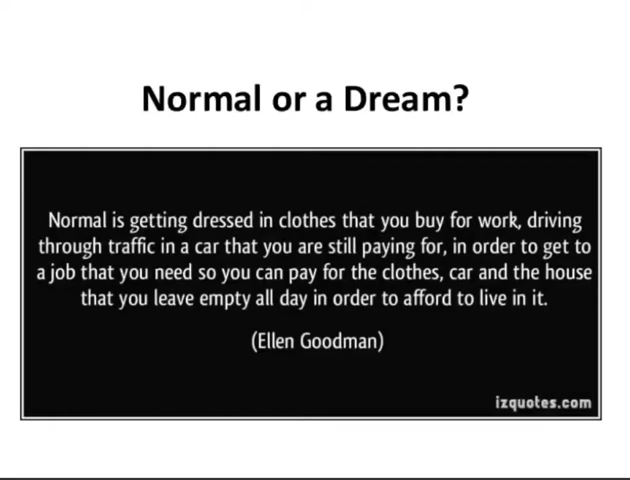 Normal or a Dream?
Normal is getting dressed in clothes that you buy for work, driving
through traffic in a car that you are still paying for, in order to get to
a job that you need so you can pay for the clothes, car and the house
that you leave empty all day in order to afford to live in it.
(Ellen Goodman)
izquotes.com